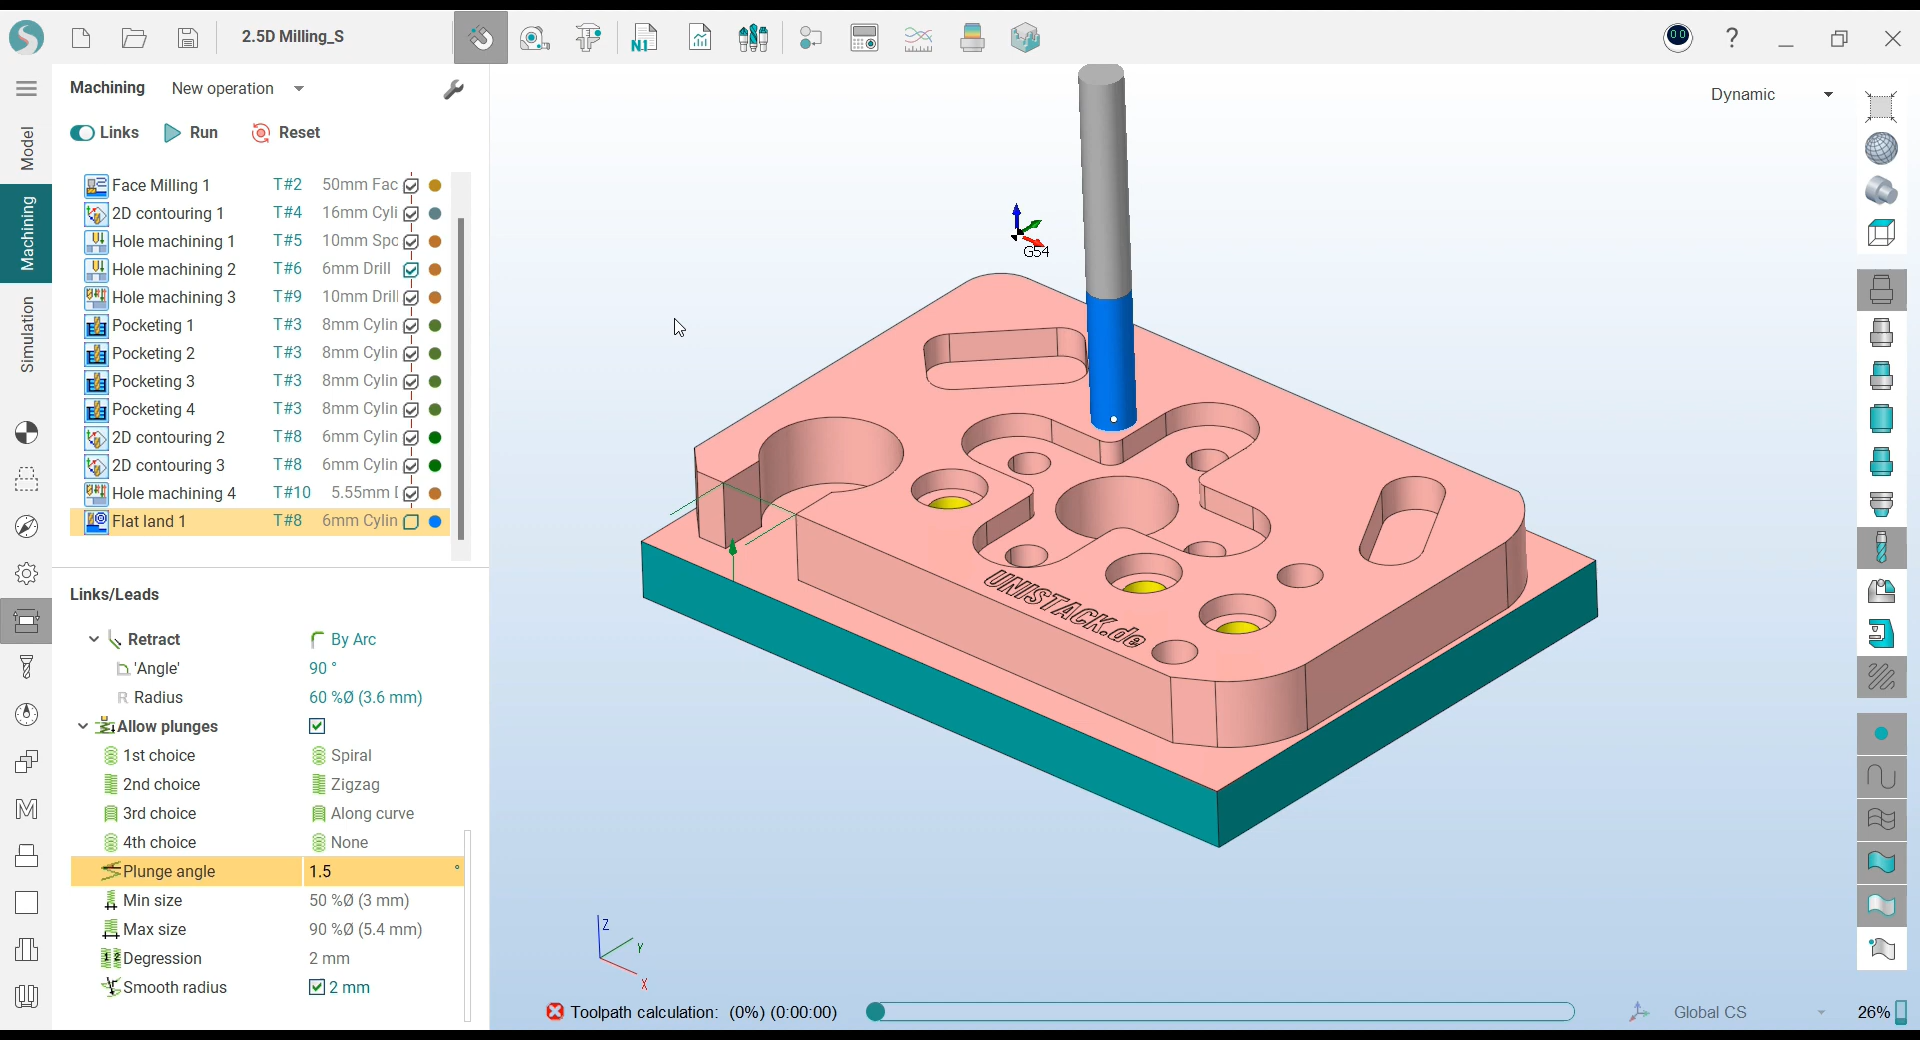 2.5D Milling_S
N1
?
Machining New operation
Links Run Reset
Model
Machining
Simulation
Face Milling 1 T#2 50mm Fac
2D contouring 1 T#4 16mm Cyli
Hole machining 1 T#5 10mm Spc
Hole machining 2 T#6 6mm Drill
Hole machining 3 T#9 10mm Dril
Pocketing 1 T#3 8mm Cylin
Pocketing 2 T#3 8mm Cylin
Pocketing 3 T#3 8mm Cylin
Pocketing 4 T#3 8mm Cylin
2D contouring 2 T#8 6mm Cylin
2D contouring 3 T#8 6mm Cylin
Hole machining 4 T#10 5.55mm [
Flat land 1 T#8 6mm Cylin
Links/Leads
Retract By Arc
'Angle' 90 °
R Radius 60 %Ø (3.6 mm)
Allow plunges
1st choice Spiral
2nd choice Zigzag
3rd choice Along curve
4th choice None
Plunge angle 1.5 °
Min size 50 %Ø (3 mm)
Max size 90 %Ø (5.4 mm)
Degression 2 mm
Smooth radius 2 mm
Dynamic
G54
UNISTACK.de
Z
Y
X
Toolpath calculation: (0%) (0:00:00)
Global CS
26%